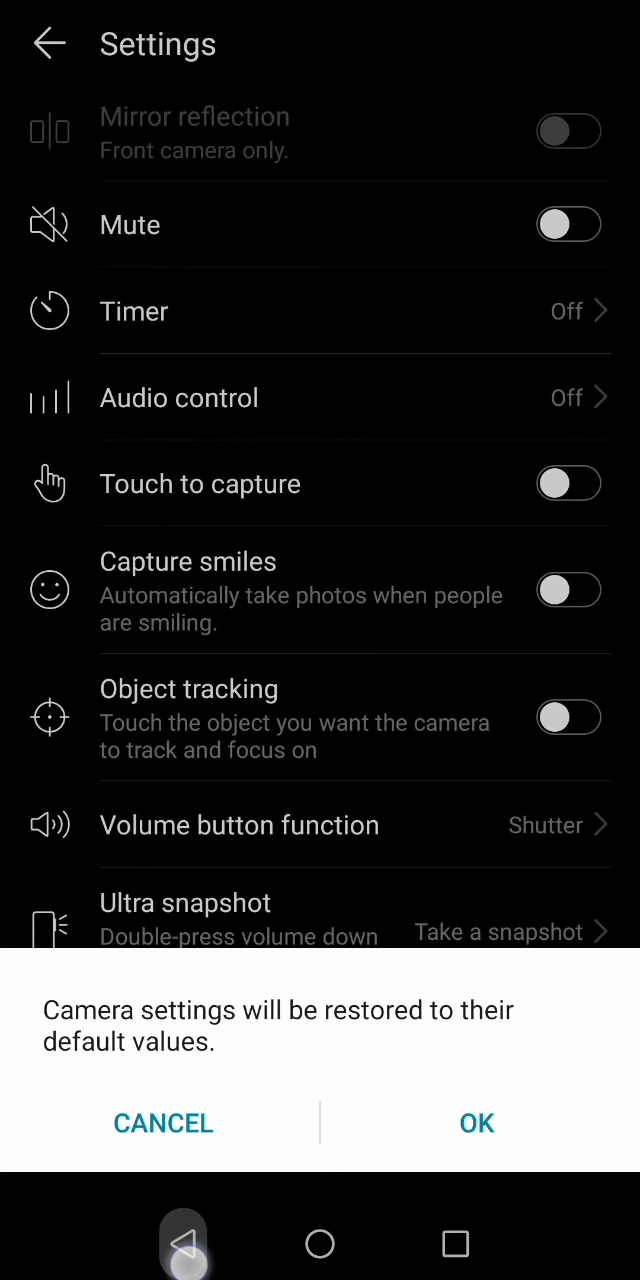 Settings
Mirror reflection
Front camera only.
Mute
Timer
Off
Audio control
Off
Touch to capture
Capture smiles
Automatically take photos when people
are smiling.
Object tracking
Touch the object you want the camera
to track and focus on
Volume button function
Shutter
Ultra snapshot
Double-press volume down
Take a snapshot
Camera settings will be restored to their
default values.
CANCEL
OK